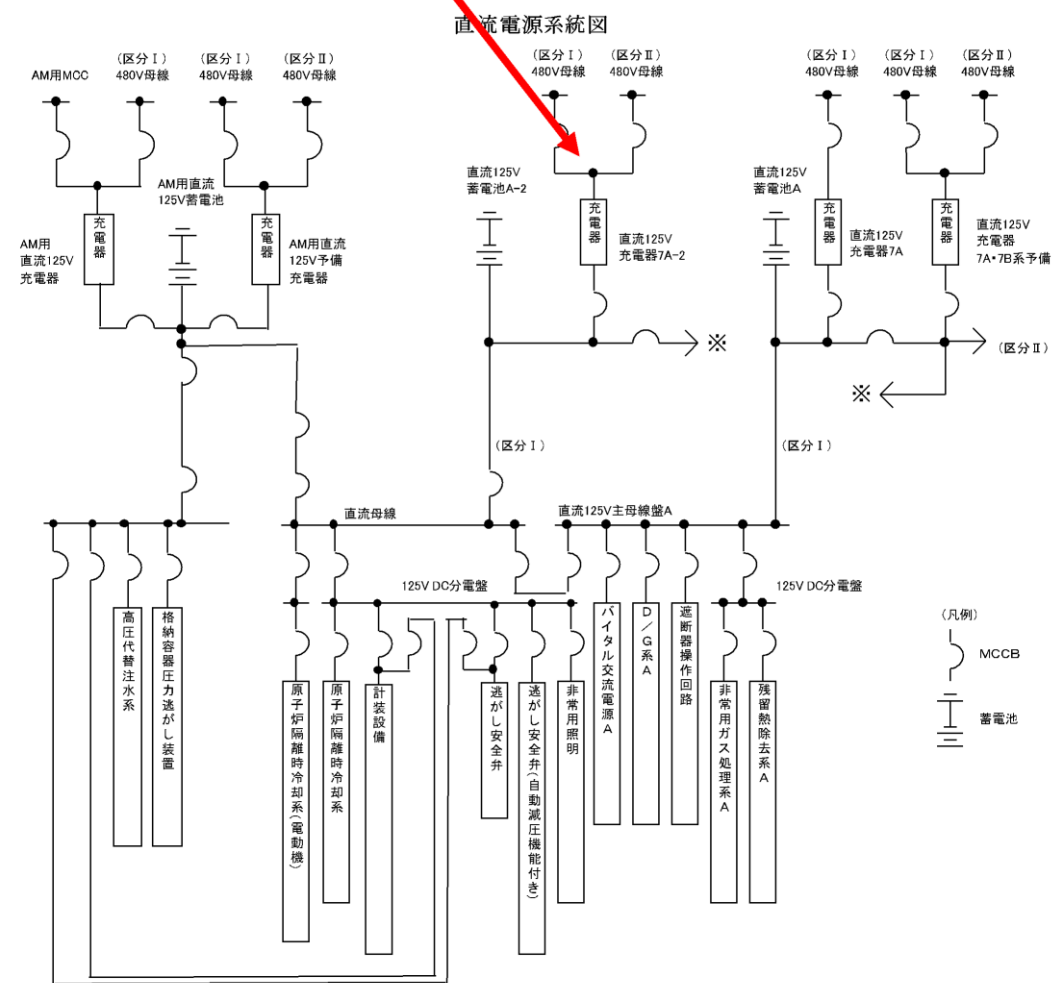 直流電源系統図
AM用MCC
(区分Ⅰ)
480V母線
(区分Ⅰ)
480V母線
(区分Ⅱ)
480V母線
(区分Ⅰ)
480V母線
(区分Ⅱ)
480V母線
(区分Ⅰ)
480V母線
(区分Ⅰ)
480V母線
(区分Ⅱ)
480V母線
AM用
直流125V
充電器
充電器
AM用直流
125V蓄電池
充電器
AM用直流
125V予備
充電器
直流125V
蓄電池A-2
充電器
直流125V
充電器7A-2
※
直流125V
蓄電池A
充電器
直流125V
充電器7A
充電器
直流125V
充電器
7A・7B系予備
(区分Ⅱ)
※
(区分Ⅰ)
(区分Ⅰ)
直流母線
直流125V主母線盤A
125V DC分電盤
125V DC分電盤
高圧代替注水系
格納容器圧力逃がし装置
原子炉隔離時冷却系(電動機)
原子炉隔離時冷却系
計装設備
逃がし安全弁
逃がし安全弁(自動減圧機能付き)
非常用照明
バイタル交流電源A
D/G系A
遮断器操作回路
非常用ガス処理系A
残留熱除去系A
(凡例)
MCCB
蓄電池